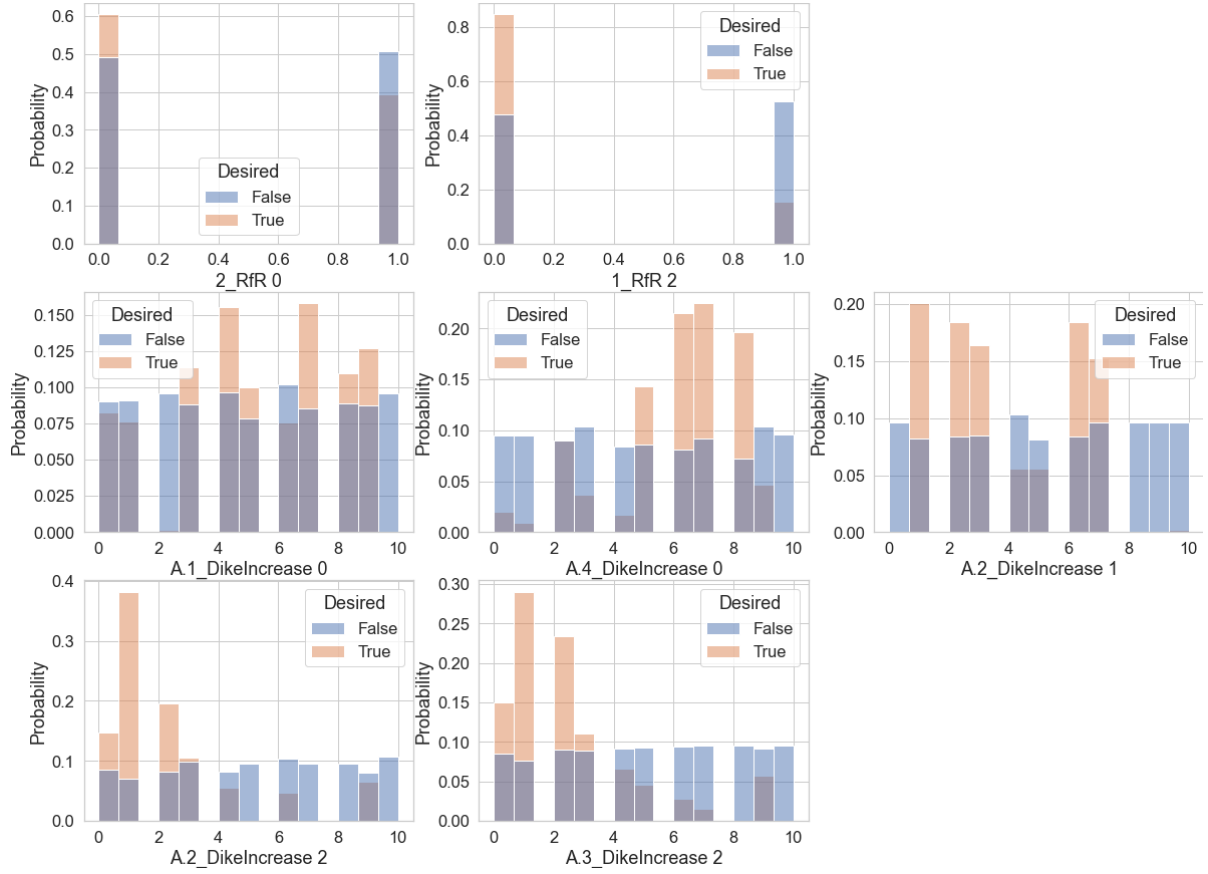 0.6
0.5
0.4
0.3
0.2
0.1
0.0
Probability
Desired
False
True
0.0 0.2 0.4 0.6 0.8 1.0
2_RfR 0
0.8
0.6
0.4
0.2
0.0
Probability
Desired
False
True
0.0 0.2 0.4 0.6 0.8 1.0
1_RfR 2
0.150
0.125
0.100
0.075
0.050
0.025
0.000
Probability
Desired
False
True
0 2 4 6 8 10
A.1_DikeIncrease 0
0.20
0.15
0.10
0.05
0.00
Probability
Desired
False
True
0 2 4 6 8 10
A.4_DikeIncrease 0
0.20
0.15
0.10
0.05
0.00
Probability
Desired
False
True
0 2 4 6 8 10
A.2_DikeIncrease 1
0.4
0.3
0.2
0.1
0.0
Probability
Desired
False
True
0 2 4 6 8 10
A.2_DikeIncrease 2
0.30
0.25
0.20
0.15
0.10
0.05
0.00
Probability
Desired
False
True
0 2 4 6 8 10
A.3_DikeIncrease 2